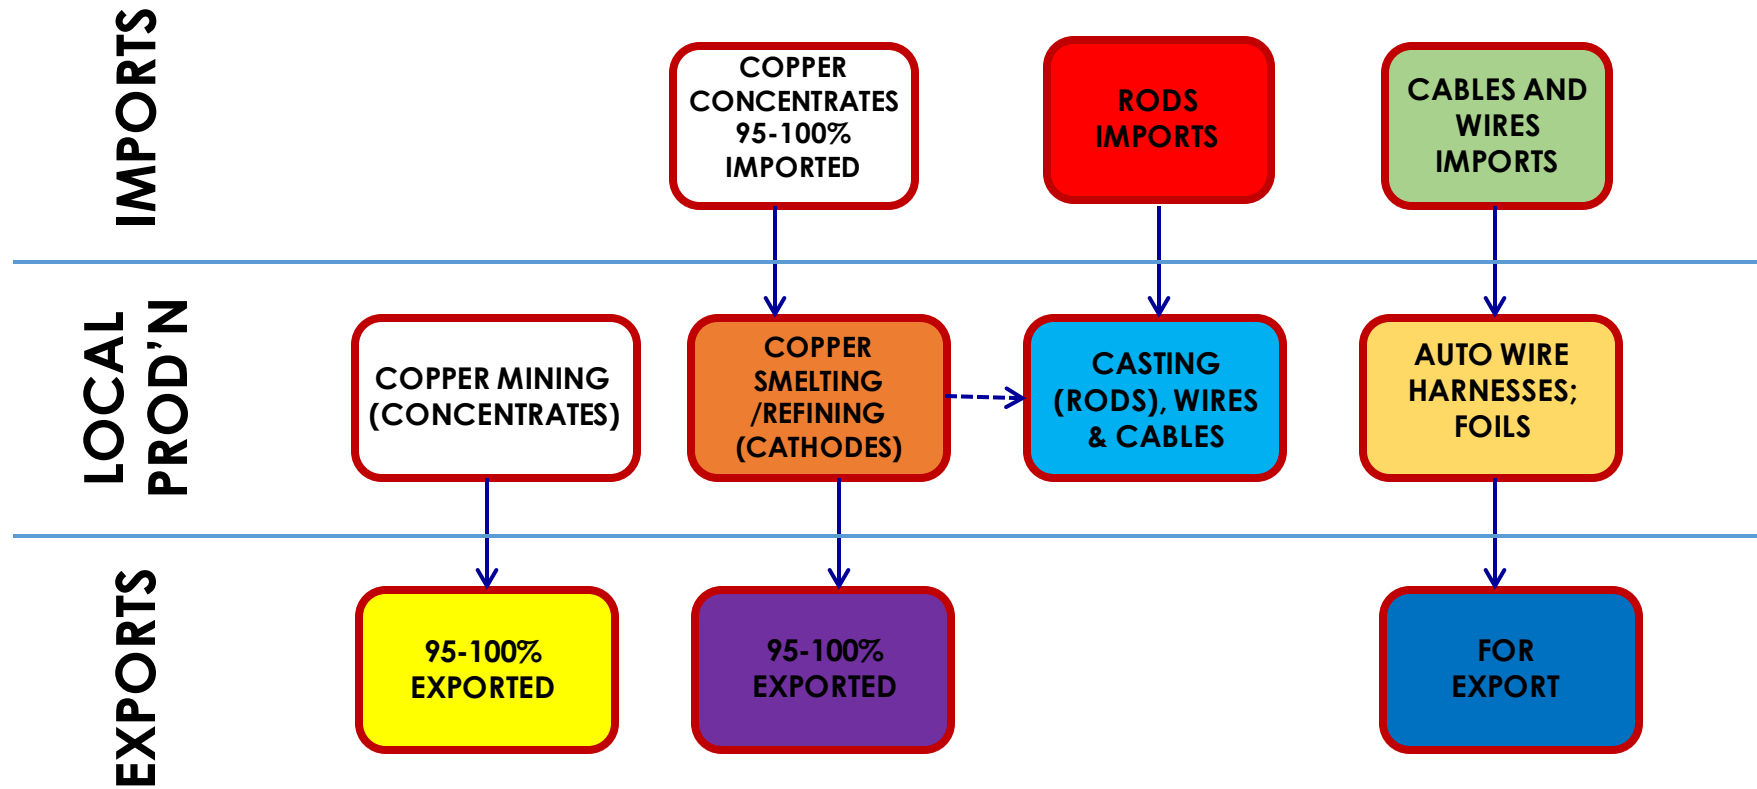 IMPORTS
COPPER
CONCENTRATES
95-100%
IMPORTED
RODS
IMPORTS
CABLES AND
WIRES
IMPORTS
LOCAL
PROD’N
COPPER MINING
(CONCENTRATES)
COPPER
SMELTING
/REFINING
(CATHODES)
CASTING
(RODS), WIRES
& CABLES
AUTO WIRE
HARNESSES;
FOILS
EXPORTS
95-100%
EXPORTED
95-100%
EXPORTED
FOR
EXPORT